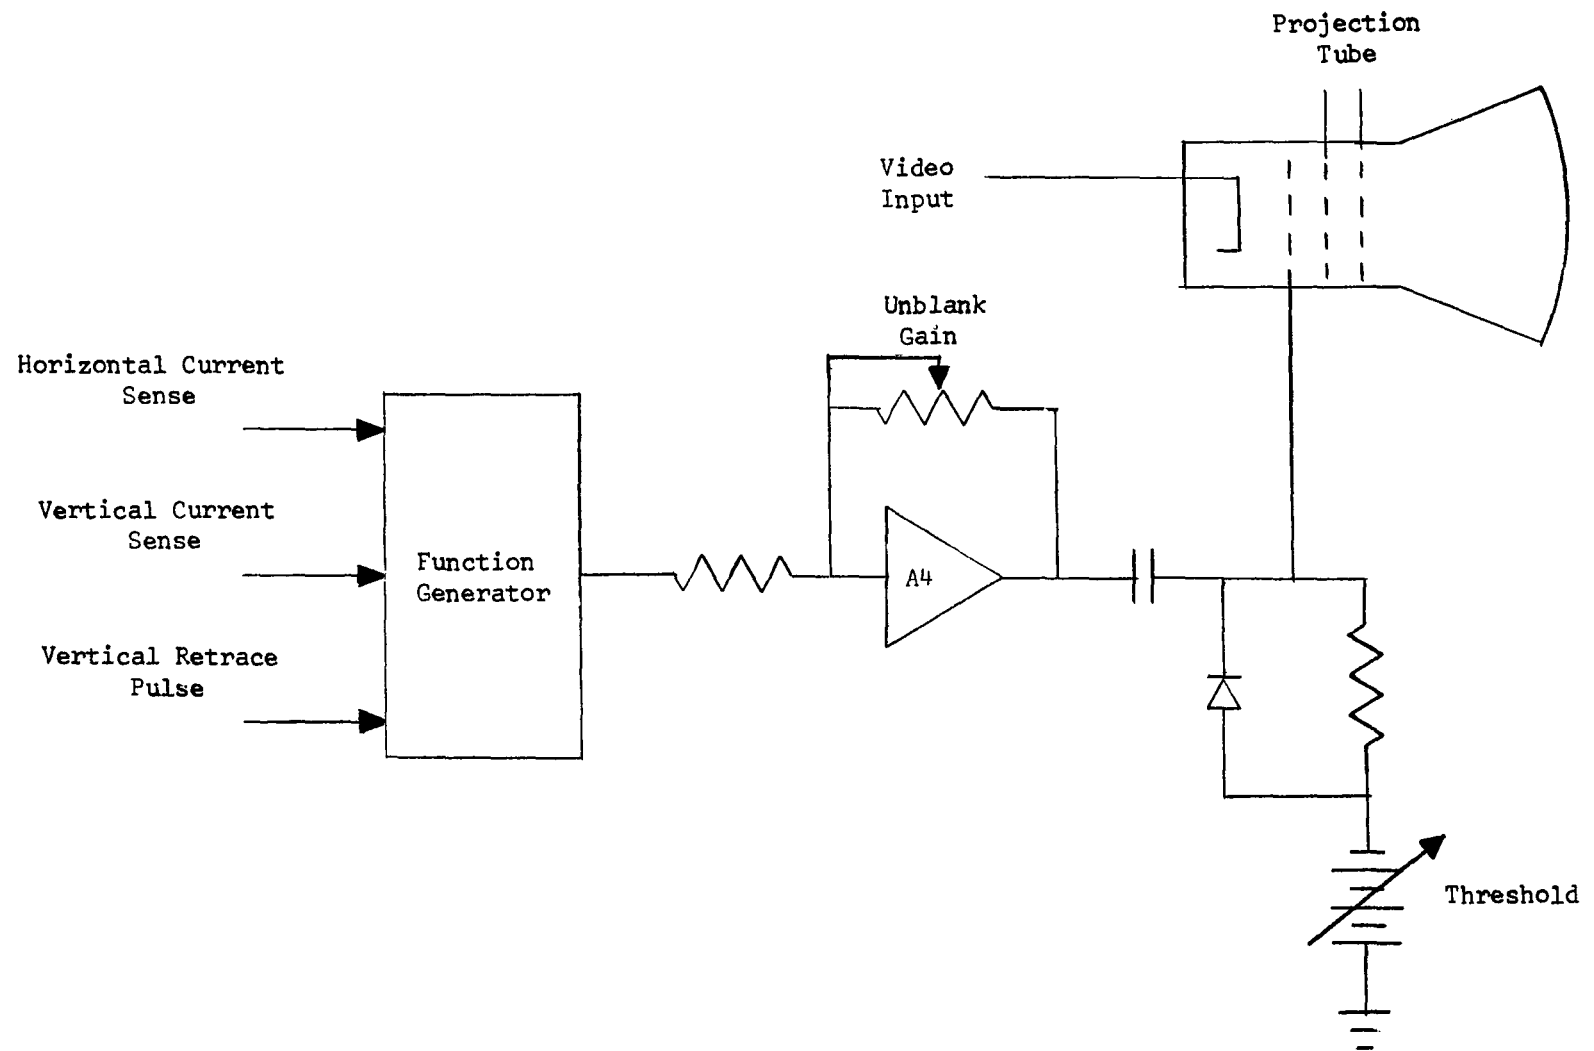 Projection
Tube
Video
Input
Unblank
Gain
Horizontal Current
Sense
Vertical Current
Sense
Function
Generator
A4
Vertical Retrace
Pulse
Threshold